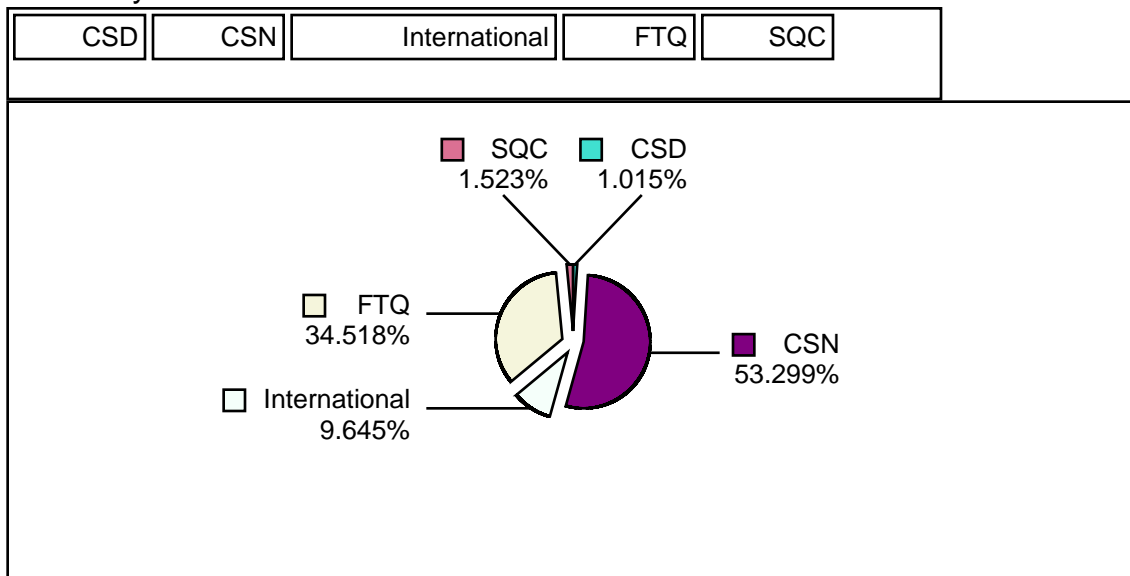 CSD CSN International FTQ SQC
SQC CSD
1.523% 1.015%
FTQ
34.518%
CSN
53.299%
International
9.645%